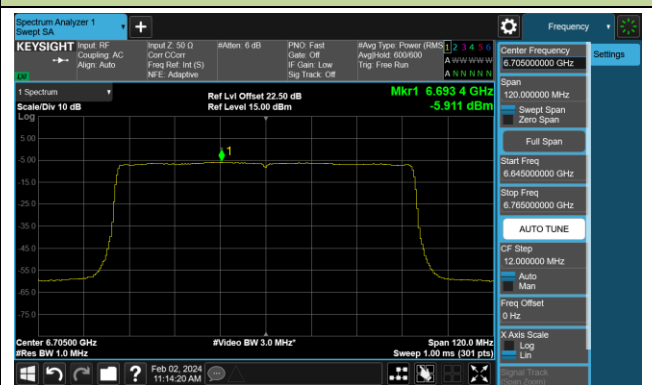 Spectrum Analyzer 1
Swept SA
Frequency
KEYSIGHT
Input: RF
Coupling: AC
Align: Auto
Input Z: 50 Ω
Corr CCorr
Freq Ref: Int (S)
NFE: Adaptive
#Atten: 6 dB
PNO: Fast
Gate: Off
IF Gain: Low
Sig Track: Off
#Avg Type: Power (RMS
Avg|Hold: 600/600
Trig: Free Run
1 2 3 4 5 6
A W W W W W
A N N N N N
LXI
1 Spectrum
Scale/Div 10 dB
Ref Lvl Offset 22.50 dB
Ref Level 15.00 dBm
Mkr1 6.693 4 GHz
-5.911 dBm
Log
1
5.00
-5.00
-15.0
-25.0
-35.0
-45.0
-55.0
-65.0
-75.0
Center 6.70500 GHz
#Res BW 1.0 MHz
#Video BW 3.0 MHz*
Span 120.0 MHz
Sweep 1.00 ms (301 pts)
Feb 02, 2024
11:14:20 AM
?
Center Frequency
6.705000000 GHz
Settings
Span
120.000000 MHz
Swept Span
Zero Span
Full Span
Start Freq
6.645000000 GHz
Stop Freq
6.765000000 GHz
AUTO TUNE
CF Step
12.000000 MHz
Auto
Man
Freq Offset
0 Hz
X Axis Scale
Log
Lin
Signal Track
(Span Zoom)